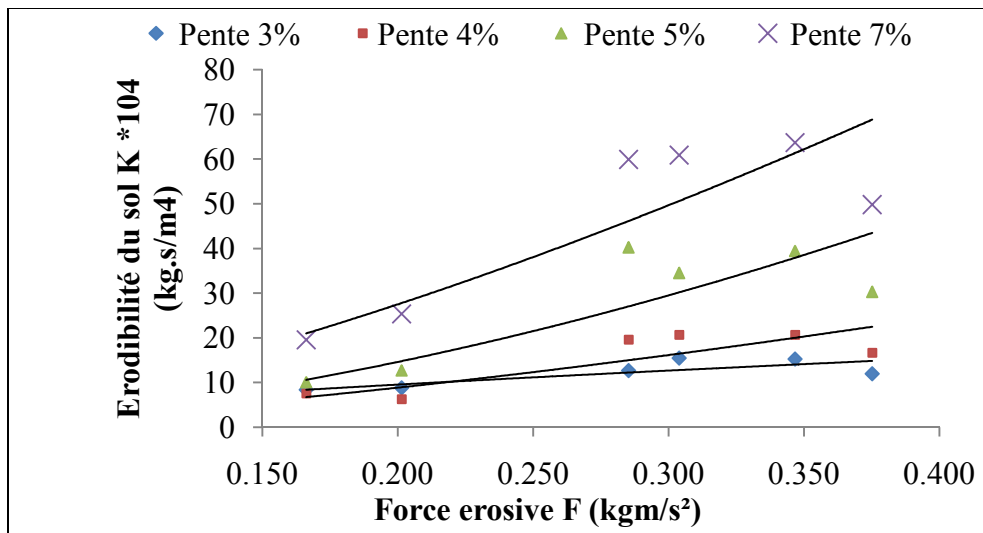 Pente 3% Pente 4% Pente 5% Pente 7%
Erodibilité du sol K *104
(kg.s/m4)
80
70
60
50
40
30
20
10
0
0.150 0.200 0.250 0.300 0.350 0.400
Force erosive F (kgm/s²)